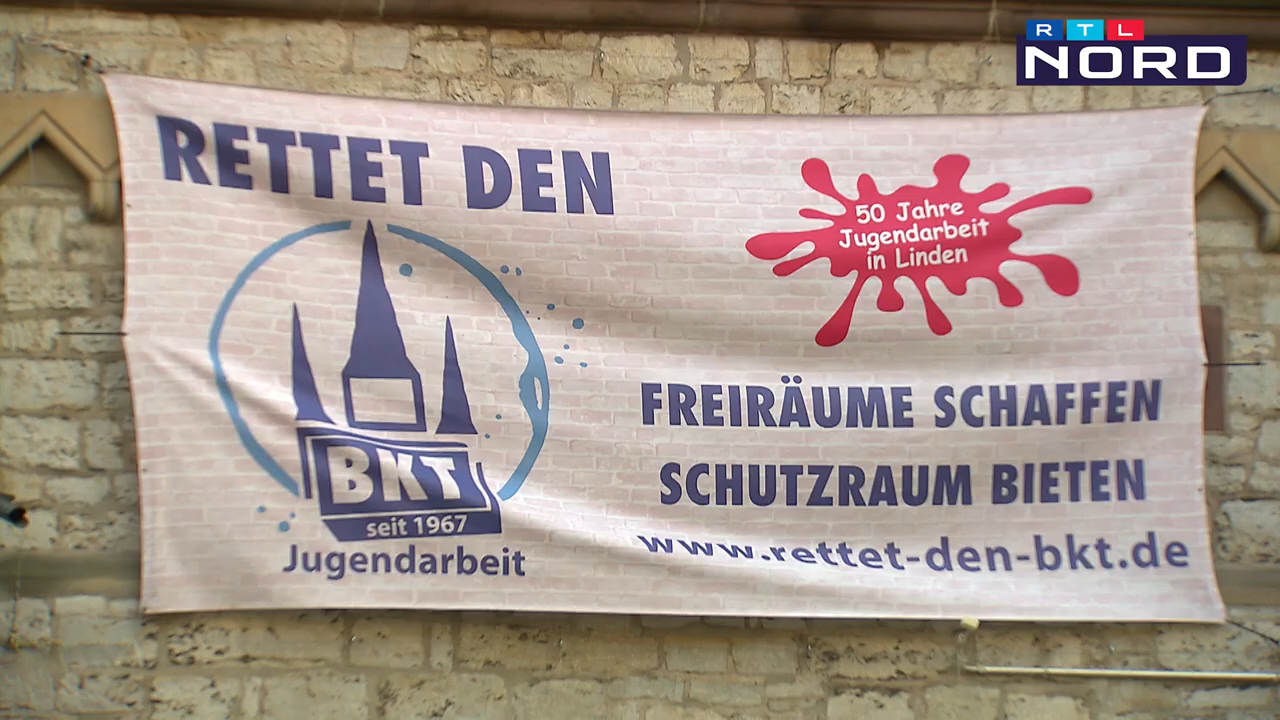 RTL
NORD
RETTET DEN
50 Jahre
Jugendarbeit
in Linden
BKT
seit 1967
Jugendarbeit
FREIRÄUME SCHAFFEN
SCHUTZRAUM BIETEN
www.rettet-den-bkt.de